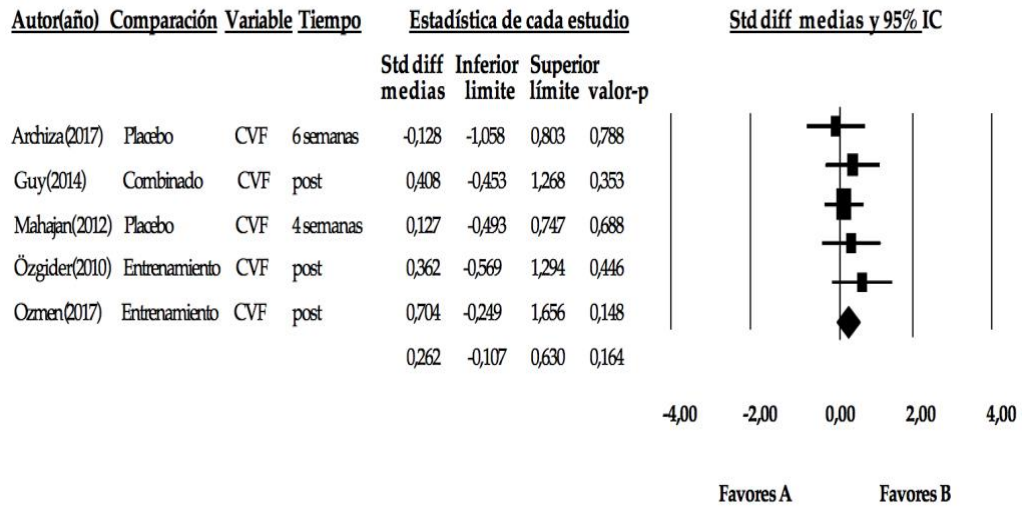 Autor(año) Comparación Variable Tiempo Estadística de cada estudio Std diff medias y 95% IC
Std diff Inferior Superior
medias limite límite valor-p
Archiza(2017) Placebo CVF 6 semanas -0,128 -1,058 0,803 0,788
Guy(2014) Combinado CVF post 0,408 -0,453 1,268 0,353
Mahajan(2012) Placebo CVF 4 semanas 0,127 -0,493 0,747 0,688
Özgider(2010) Entrenamiento CVF post 0,362 -0,569 1,294 0,446
Ozmen(2017) Entrenamiento CVF post 0,704 -0,249 1,656 0,148
0,262 -0,107 0,630 0,164
-4,00 -2,00 0,00 2,00 4,00
Favores A Favores B